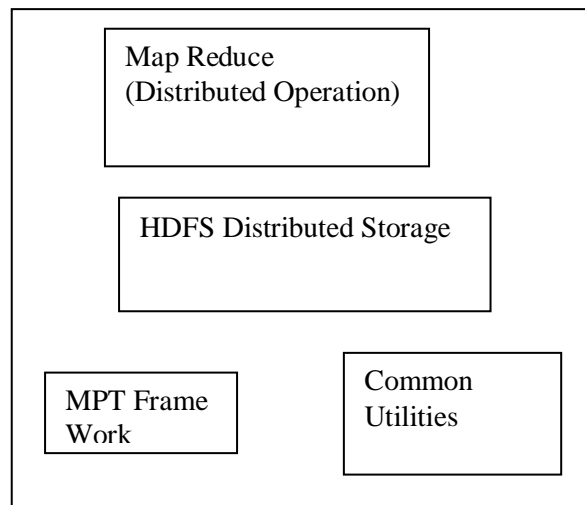 Map Reduce
(Distributed Operation)
HDFS Distributed Storage
MPT Frame
Work
Common
Utilities